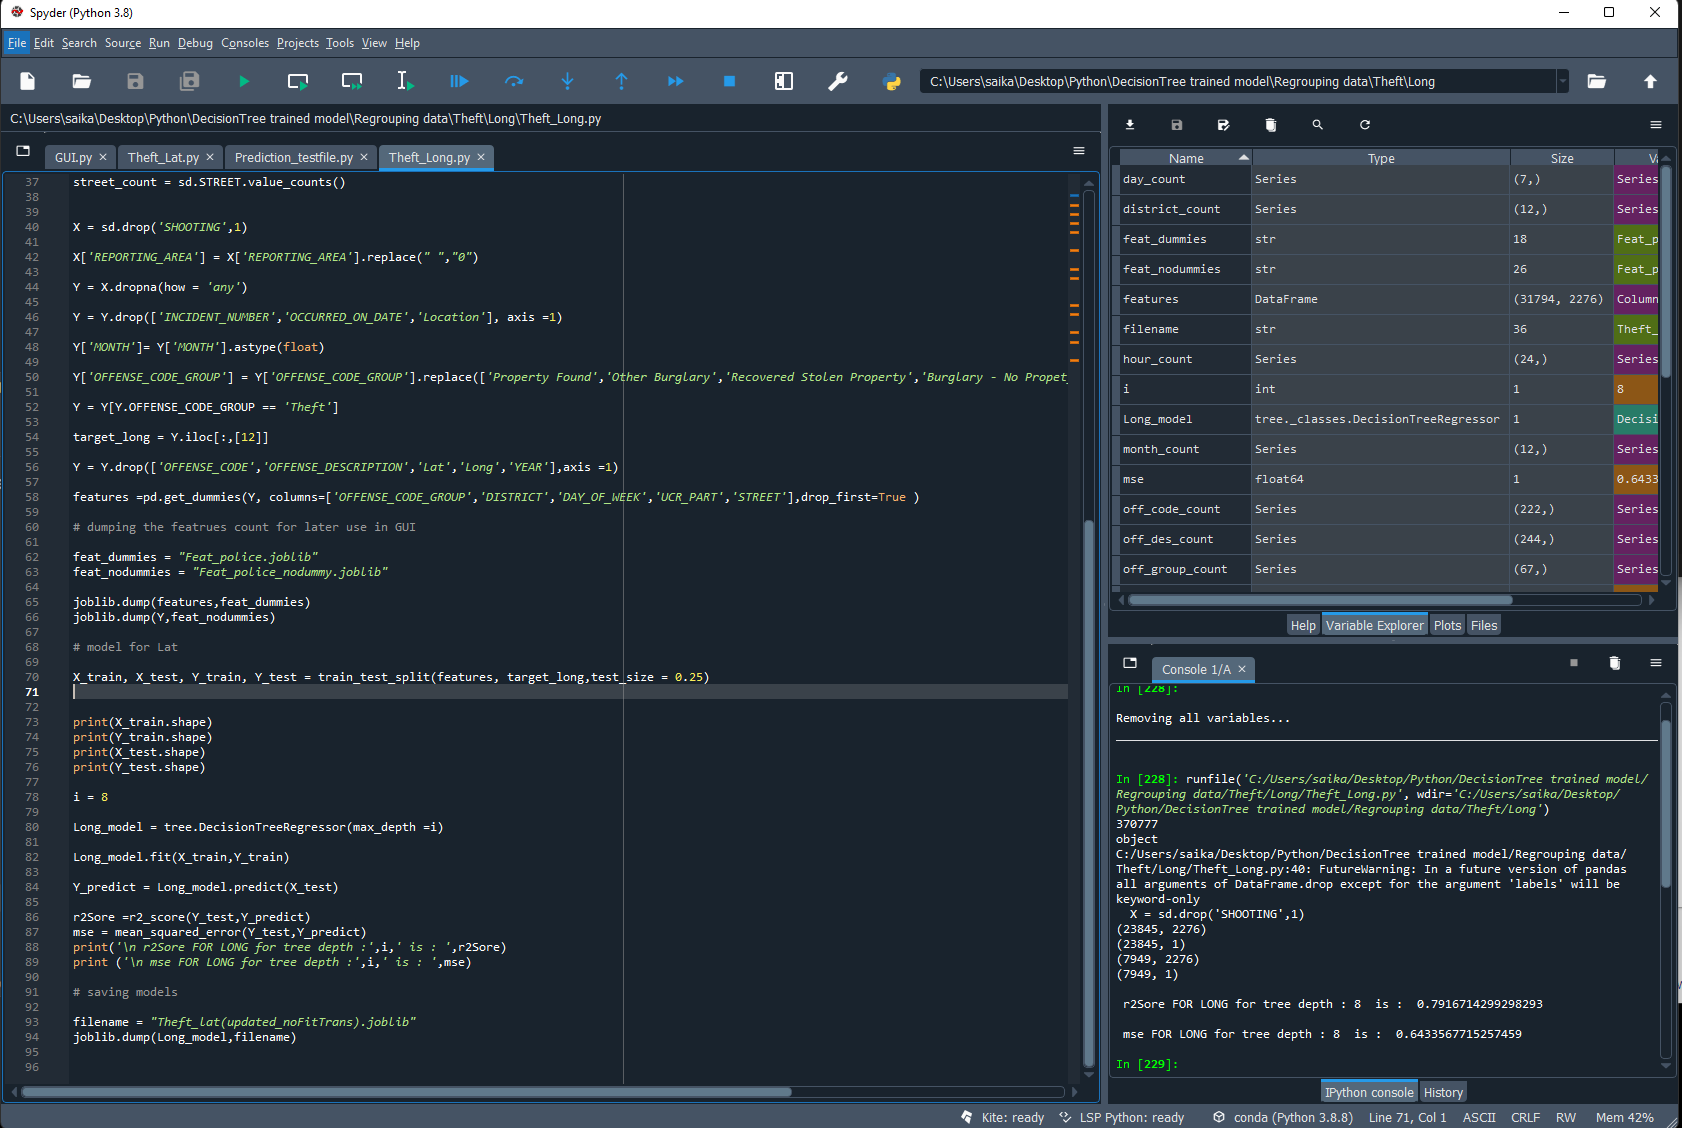 Spyder (Python 3.8)
File Edit Search Source Run Debug Consoles Projects Tools View Help
C:\Users\saika\Desktop\Python\DecisionTree trained model\Regrouping data\Theft\Long
C:\Users\saika\Desktop\Python\DecisionTree trained model\Regrouping data\Theft\Long\Theft_Long.py
GUI.py Theft_Lat.py Prediction_testfile.py Theft_Long.py
37 street_count = sd.STREET.value_counts()
38
39
40 X = sd.drop('SHOOTING',1)
41
42 X['REPORTING_AREA'] = X['REPORTING_AREA'].replace(" ","0")
43
44 Y = X.dropna(how = 'any')
45
46 Y = Y.drop(['INCIDENT_NUMBER','OCCURRED_ON_DATE','Location'], axis =1)
47
48 Y['MONTH']= Y['MONTH'].astype(float)
49
50 Y['OFFENSE_CODE_GROUP'] = Y['OFFENSE_CODE_GROUP'].replace(['Property Found','Other Burglary','Recovered Stolen Property','Burglary - No Propet
51
52 Y = Y[Y.OFFENSE_CODE_GROUP == 'Theft']
53
54 target_long = Y.iloc[:,[12]]
55
56 Y = Y.drop(['OFFENSE_CODE','OFFENSE_DESCRIPTION','Lat','Long','YEAR'],axis =1)
57
58 features =pd.get_dummies(Y, columns=['OFFENSE_CODE_GROUP','DISTRICT','DAY_OF_WEEK','UCR_PART','STREET'],drop_first=True )
59
60 # dumping the featrues count for later use in GUI
61
62 feat_dummies = "Feat_police.joblib"
63 feat_nodummies = "Feat_police_nodummy.joblib"
64
65 joblib.dump(features,feat_dummies)
66 joblib.dump(Y,feat_nodummies)
67
68 # model for Lat
69
70 X_train, X_test, Y_train, Y_test = train_test_split(features, target_long,test_size = 0.25)
71
72
73 print(X_train.shape)
74 print(Y_train.shape)
75 print(X_test.shape)
76 print(Y_test.shape)
77
78 i = 8
79
80 Long_model = tree.DecisionTreeRegressor(max_depth =i)
81
82 Long_model.fit(X_train,Y_train)
83
84 Y_predict = Long_model.predict(X_test)
85
86 r2Sore =r2_score(Y_test,Y_predict)
87 mse = mean_squared_error(Y_test,Y_predict)
88 print('\n r2Sore FOR LONG for tree depth :',i,' is : ',r2Sore)
89 print ('\n mse FOR LONG for tree depth :',i,' is : ',mse)
90
91 # saving models
92
93 filename = "Theft_lat(updated_noFitTrans).joblib"
94 joblib.dump(Long_model,filename)
95
96
Name Type Size Va
day_count Series (7,) Series
district_count Series (12,) Series
feat_dummies str 18 Feat_p
feat_nodummies str 26 Feat_p
features DataFrame (31794, 2276) Column
filename str 36 Theft_
hour_count Series (24,) Series
i int 1 8
Long_model tree._classes.DecisionTreeRegressor 1 Decisi
month_count Series (12,) Series
mse float64 1 0.6433
off_code_count Series (222,) Series
off_des_count Series (244,) Series
off_group_count Series (67,) Series
Help Variable Explorer Plots Files
Console 1/A
In [228]:
Removing all variables...
In [228]: runfile('C:/Users/saika/Desktop/Python/DecisionTree trained model/
Regrouping data/Theft/Long/Theft_Long.py', wdir='C:/Users/saika/Desktop/
Python/DecisionTree trained model/Regrouping data/Theft/Long')
370777
object
C:/Users/saika/Desktop/Python/DecisionTree trained model/Regrouping data/
Theft/Long/Theft_Long.py:40: FutureWarning: In a future version of pandas
all arguments of DataFrame.drop except for the argument 'labels' will be
keyword-only
X = sd.drop('SHOOTING',1)
(23845, 2276)
(23845, 1)
(7949, 2276)
(7949, 1)
r2Sore FOR LONG for tree depth : 8 is : 0.7916714299298293
mse FOR LONG for tree depth : 8 is : 0.6433567715257459
In [229]:
IPython console History
Kite: ready LSP Python: ready conda (Python 3.8.8) Line 71, Col 1 ASCII CRLF RW Mem 42%